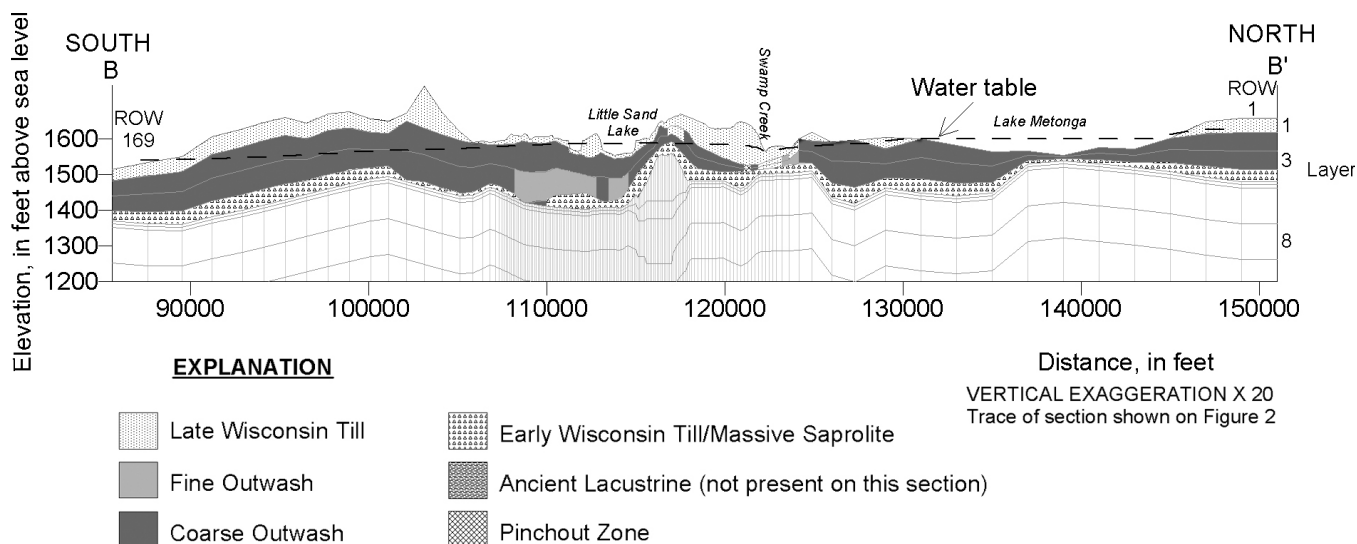 SOUTH
B
NORTH
B'
Elevation, in feet above sea level
ROW
169
Little Sand
Lake
Swamp Creek
Water table
Lake Metonga
ROW
1
1600
1500
1400
1300
1200
1
3
8
Layer
90000 100000 110000 120000 130000 140000 150000
Distance, in feet
VERTICAL EXAGGERATION X 20
Trace of section shown on Figure 2
EXPLANATION
Late Wisconsin Till
Fine Outwash
Coarse Outwash
Early Wisconsin Till/Massive Saprolite
Ancient Lacustrine (not present on this section)
Pinchout Zone